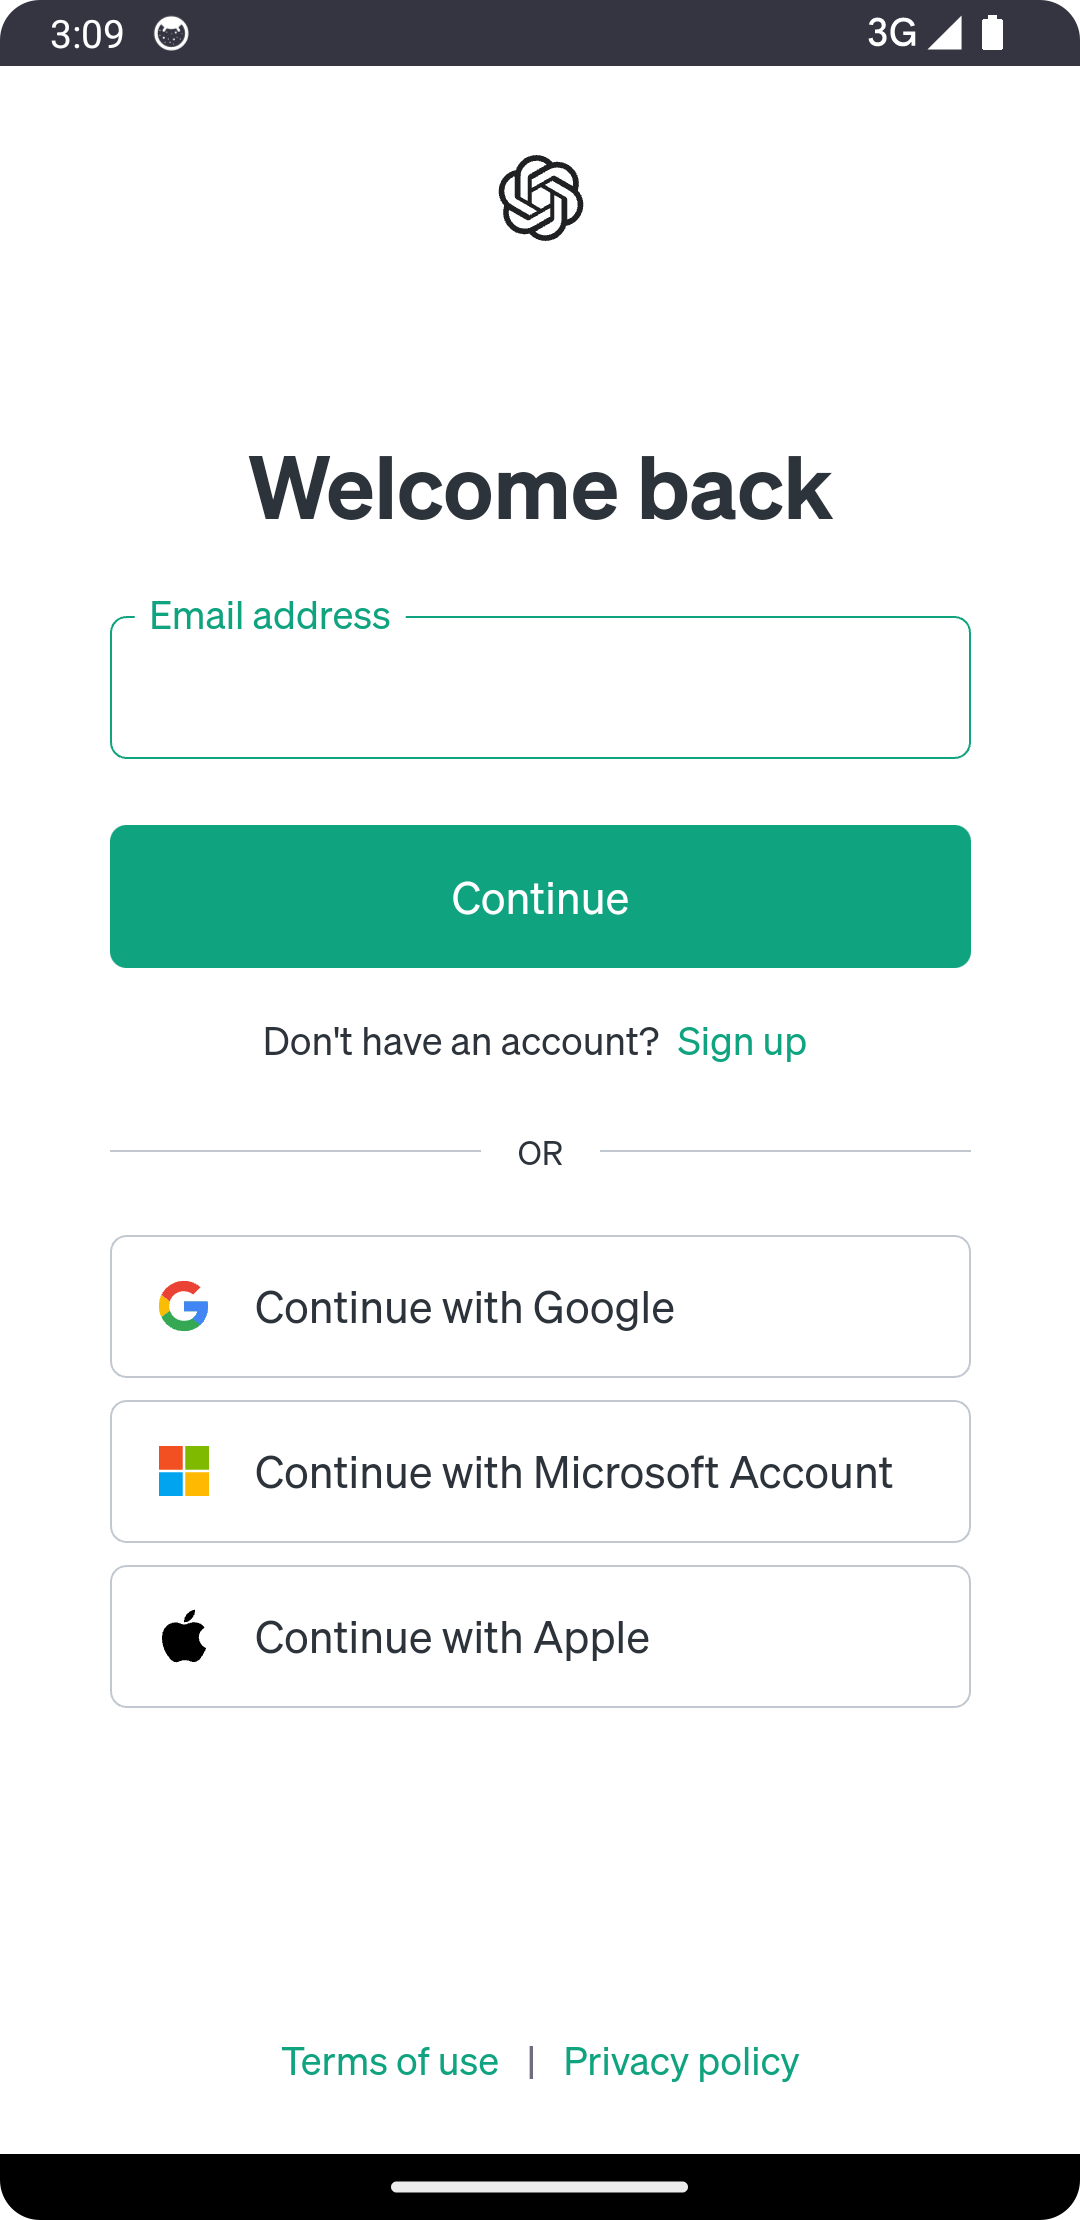 3:09 3G
Welcome back
Email address
Continue
Don't have an account? Sign up
OR
Continue with Google
Continue with Microsoft Account
Continue with Apple
Terms of use | Privacy policy